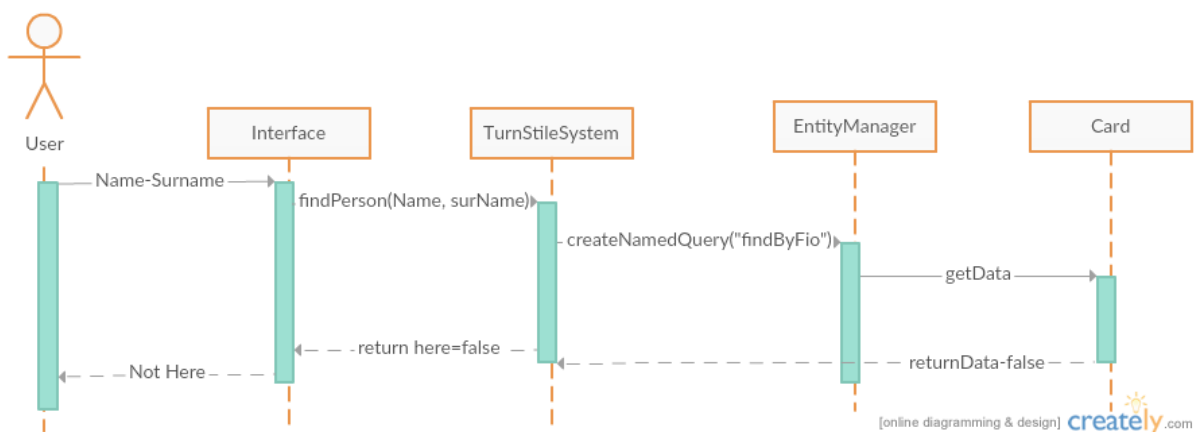 User
Interface
TurnStileSystem
EntityManager
Card
Name-Surname
findPerson(Name, surName)
createNamedQuery("findByFio")
getData
return here=false
returnData-false
Not Here
[online diagramming & design] creately.com